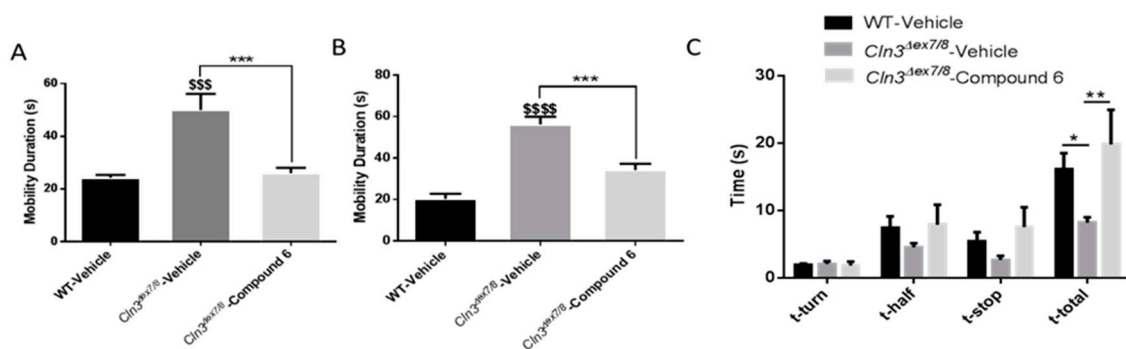 A
Mobility Duration (s)
60
40
20
0
$$$
***
WT-Vehicle
Cln3Δex7/8-Vehicle
Cln3Δex7/8-Compound 6
B
Mobility Duration (s)
80
60
40
20
0
$$$$
***
WT-Vehicle
Cln3Δex7/8-Vehicle
Cln3Δex7/8-Compound 6
C
WT-Vehicle
Cln3Δex7/8-Vehicle
Cln3Δex7/8-Compound 6
Time (s)
30
20
10
0
*
**
t-turn
t-half
t-stop
t-total